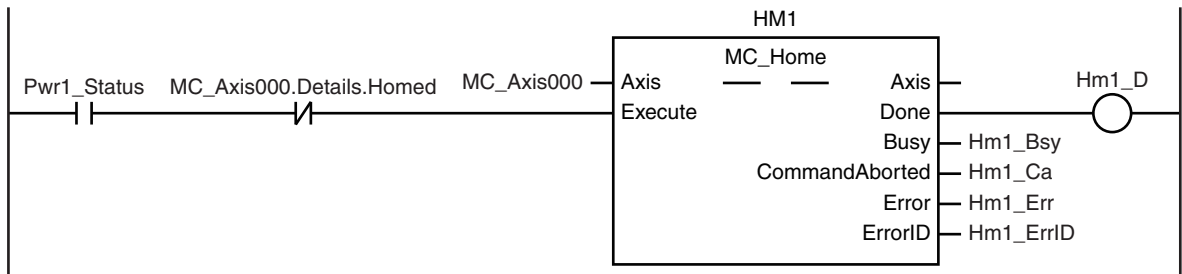 HM1
MC_Home
Pwr1_Status MC_Axis000.Details.Homed MC_Axis000 Axis Axis Hm1_D
Execute Done
Busy Hm1_Bsy
CommandAborted Hm1_Ca
Error Hm1_Err
ErrorID Hm1_ErrID